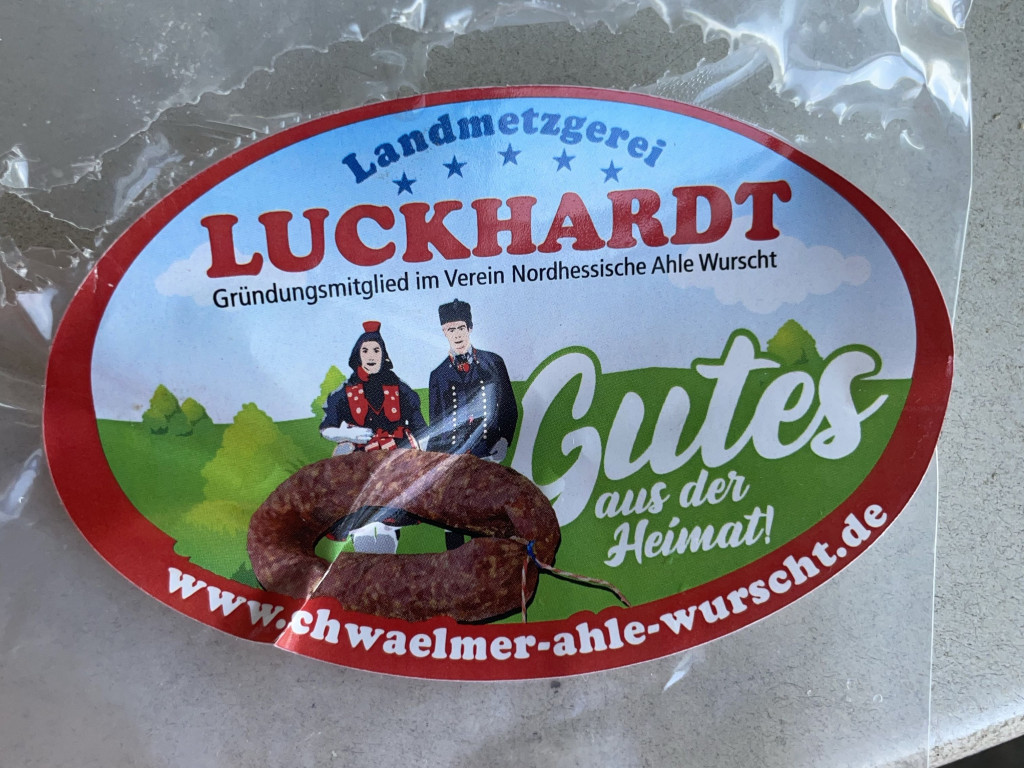 Landmetzgerei
LUCKHARDT
Gründungsmitglied im Verein Nordhessische Ahle Wurscht
Gutes
aus der
Heimat!
www.chwaelmer-ahle-wurscht.de